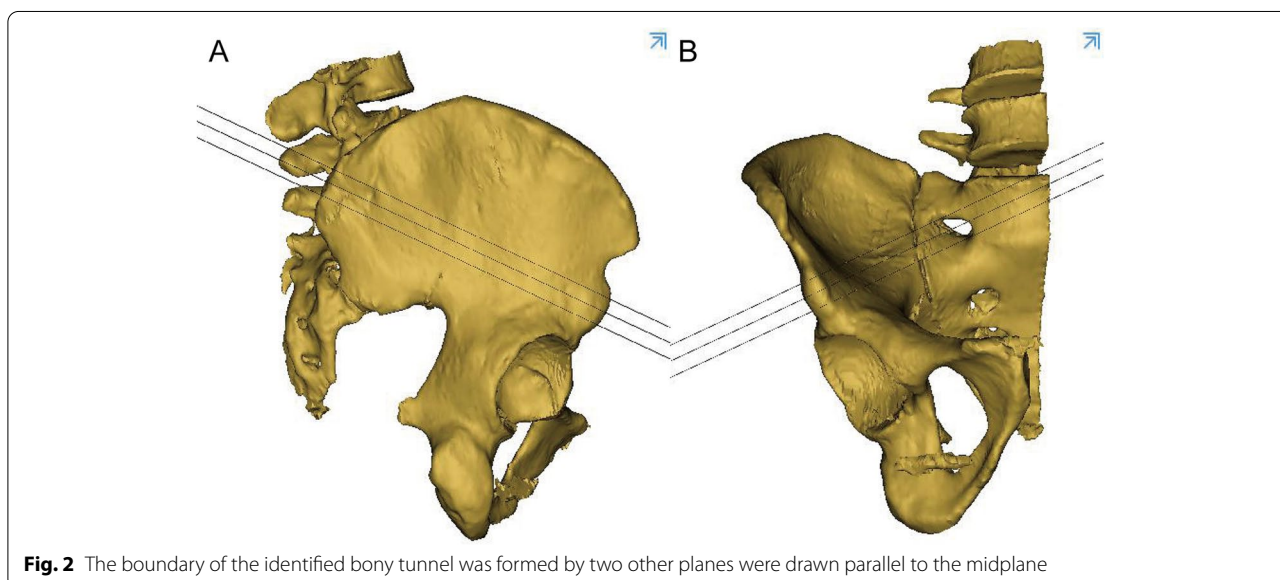 A
B
Fig. 2 The boundary of the identified bony tunnel was formed by two other planes were drawn parallel to the midplane